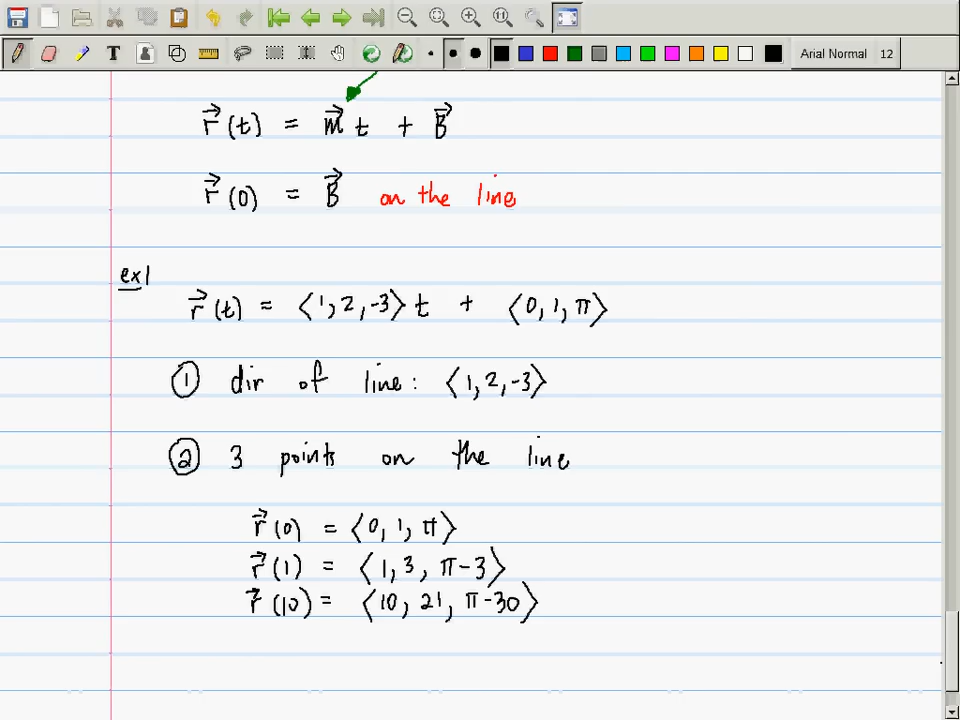 Arial Normal 12
r⃗(t) = m⃗ t + B⃗
r⃗(0) = B⃗ on the line
ex1
r⃗(t) = ⟨1, 2, -3⟩ t + ⟨0, 1, π⟩
① dir of line: ⟨1, 2, -3⟩
② 3 points on the line
r⃗(0) = ⟨0, 1, π⟩
r⃗(1) = ⟨1, 3, π-3⟩
r⃗(10) = ⟨10, 21, π-30⟩